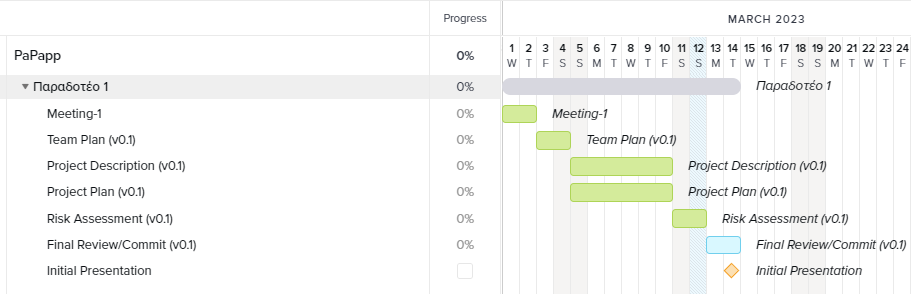 Progress
MARCH 2023
PaPapp 0% 1 2 3 4 5 6 7 8 9 10 11 12 13 14 15 16 17 18 19 20 21 22 23 24
W T F S S M T W T F S S M T W T F S S M T W T F
Παραδοτέο 1 0% Παραδοτέο 1
Meeting-1 0% Meeting-1
Team Plan (v0.1) 0% Team Plan (v0.1)
Project Description (v0.1) 0% Project Description (v0.1)
Project Plan (v0.1) 0% Project Plan (v0.1)
Risk Assessment (v0.1) 0% Risk Assessment (v0.1)
Final Review/Commit (v0.1) 0% Final Review/Commit (v0.1)
Initial Presentation Initial Presentation